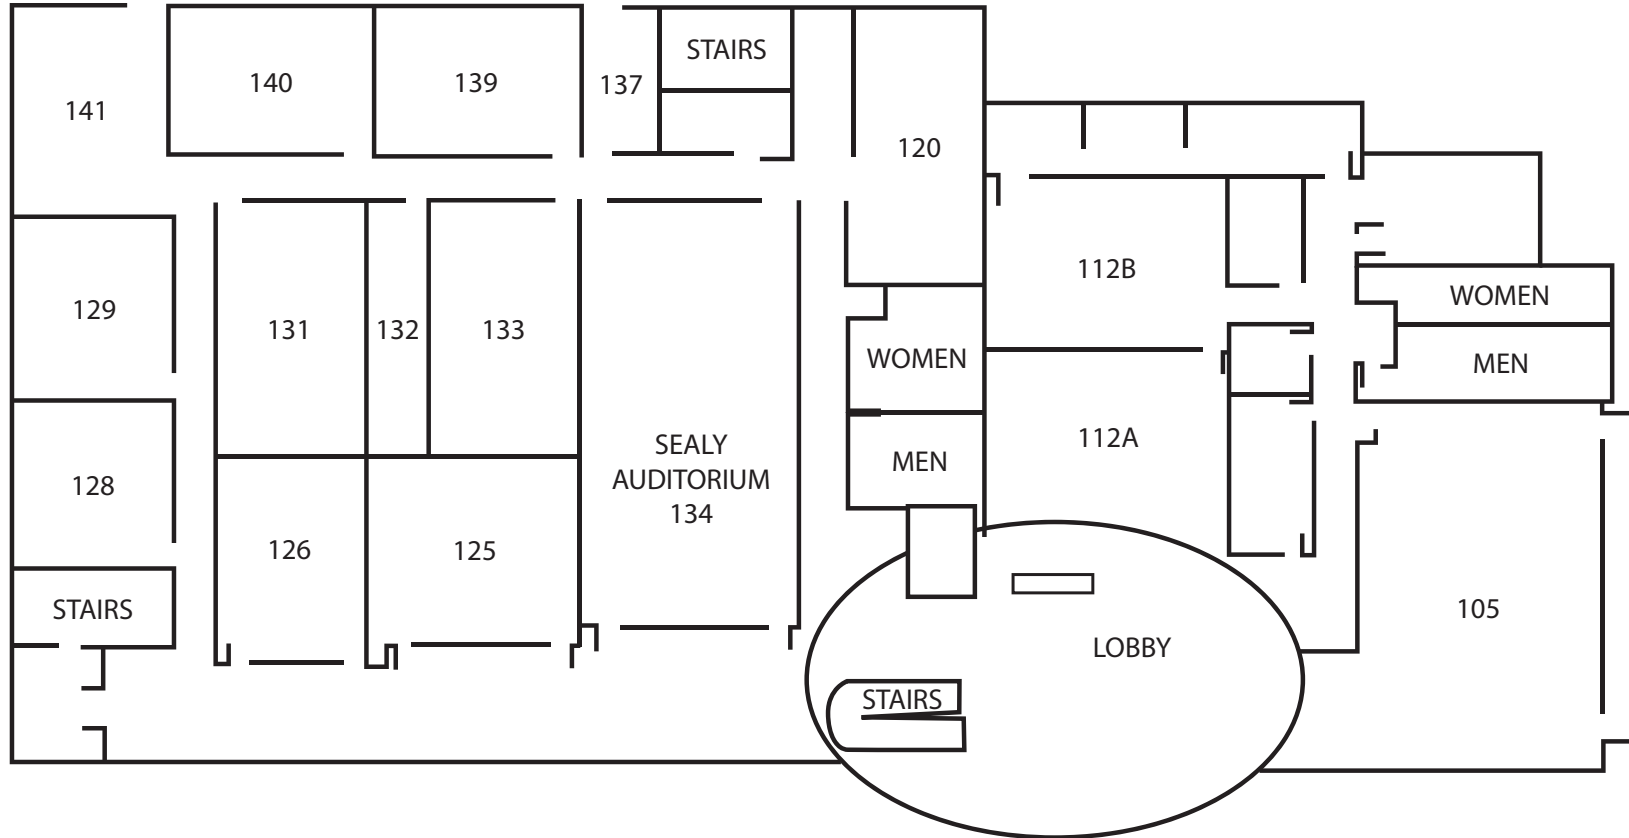 STAIRS
140
139
137
141
120
112B
WOMEN
129
131
132
133
WOMEN
MEN
112A
SEALY
AUDITORIUM
134
MEN
128
126
125
STAIRS
105
LOBBY
STAIRS